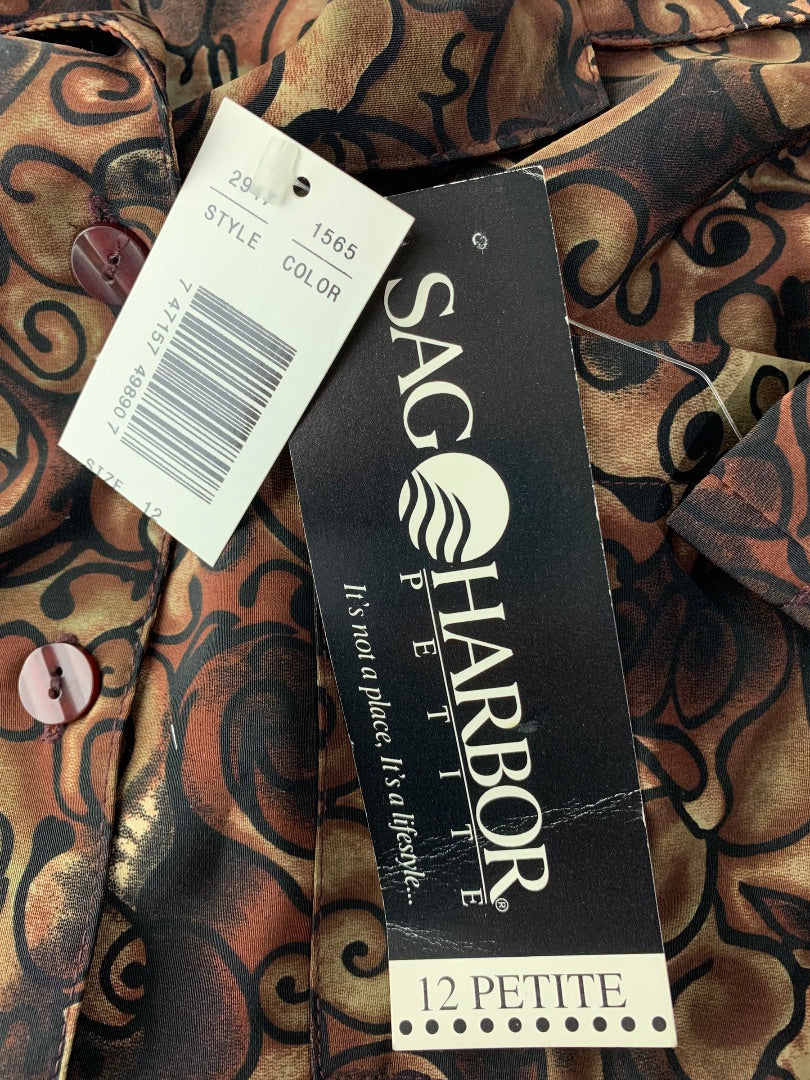 1565
STYLE
COLOR
7 47157 49890 7
SIZE 12
SAG HARBOR®
PETITE
It's not a place, It's a lifestyle...
12 PETITE